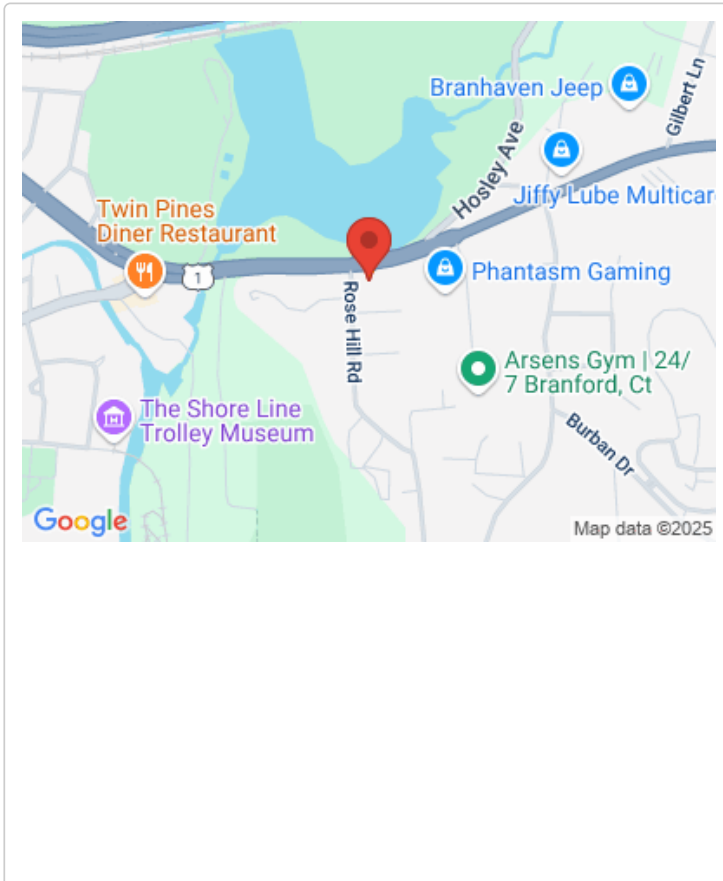 Branhaven Jeep
Gilbert Ln
Hosley Ave
Jiffy Lube Multicar
Twin Pines
Diner Restaurant
1
Phantasm Gaming
Rose Hill Rd
Arsens Gym | 24/
7 Branford, Ct
The Shore Line
Trolley Museum
Burban Dr
Google
Map data ©2025